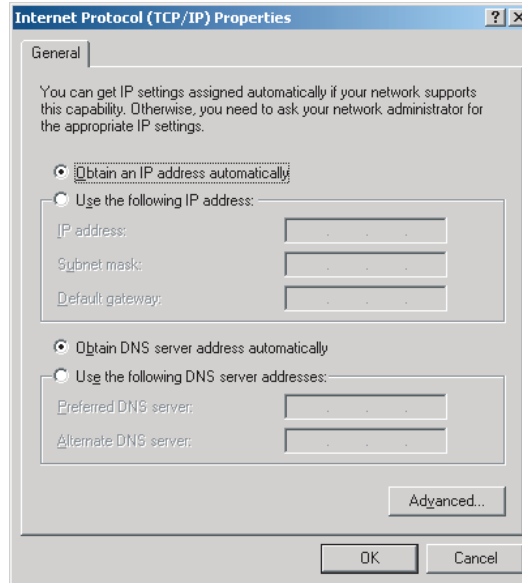 Internet Protocol (TCP/IP) Properties
General
You can get IP settings assigned automatically if your network supports
this capability. Otherwise, you need to ask your network administrator for
the appropriate IP settings.
Obtain an IP address automatically
Use the following IP address:
IP address:
Subnet mask:
Default gateway:
Obtain DNS server address automatically
Use the following DNS server addresses:
Preferred DNS server:
Alternate DNS server:
Advanced...
OK Cancel